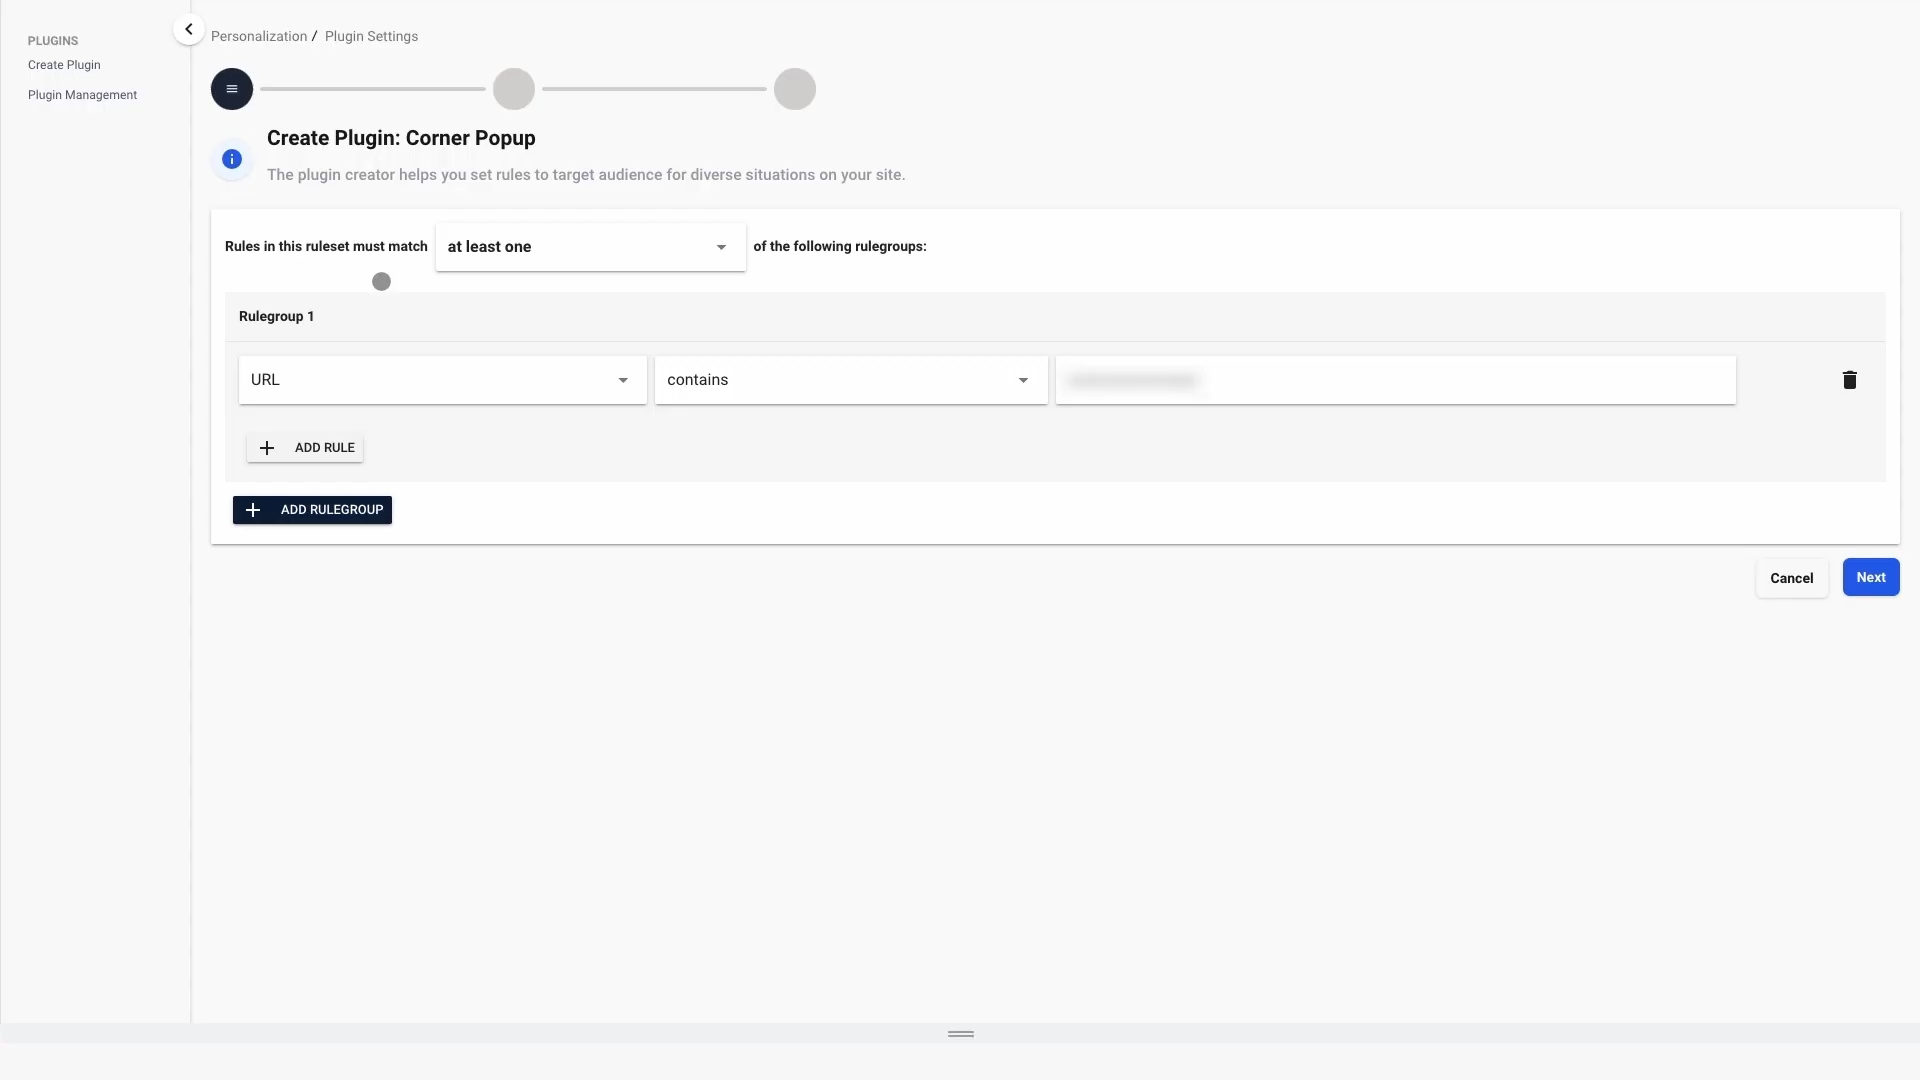 PLUGINS
Create Plugin
Plugin Management
Personalization / Plugin Settings
Create Plugin: Corner Popup
The plugin creator helps you set rules to target audience for diverse situations on your site.
Rules in this ruleset must match at least one of the following rulegroups:
Rulegroup 1
URL contains
ADD RULE
ADD RULEGROUP
Cancel Next